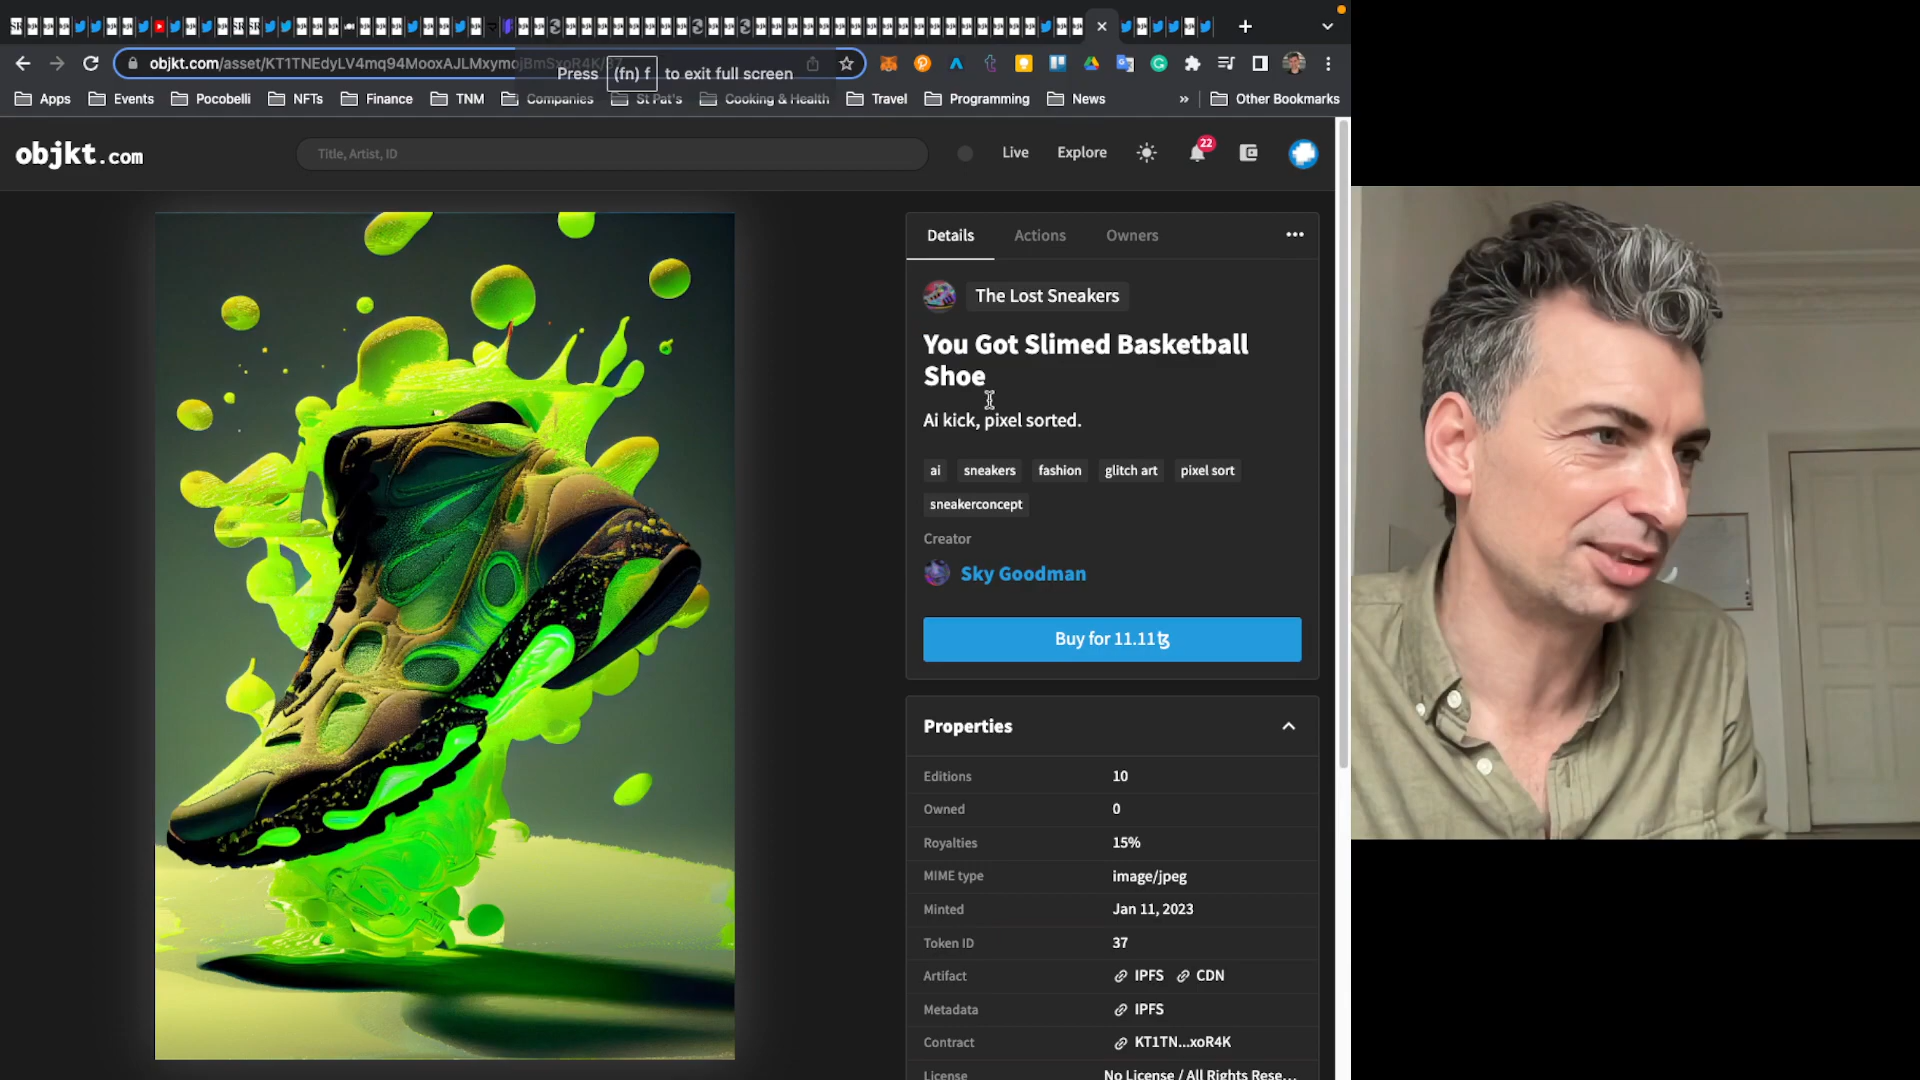 objkt.com/asset/KT1TNEdyLV4mq94MooxAJLMxymojBmSxoR4K/37
Press (fn) f to exit full screen
Apps Events Pocobelli NFTs Finance TNM Companies St Pat's Cooking & Health Travel Programming News » Other Bookmarks
objkt.com Title, Artist, ID Live Explore 22
Details Actions Owners
The Lost Sneakers
You Got Slimed Basketball
Shoe
Ai kick, pixel sorted.
ai sneakers fashion glitch art pixel sort
sneakerconcept
Creator
Sky Goodman
Buy for 11.11ꜩ
Properties
Editions 10
Owned 0
Royalties 15%
MIME type image/jpeg
Minted Jan 11, 2023
Token ID 37
Artifact IPFS CDN
Metadata IPFS
Contract KT1TN...xoR4K
License No License / All Rights Rese...